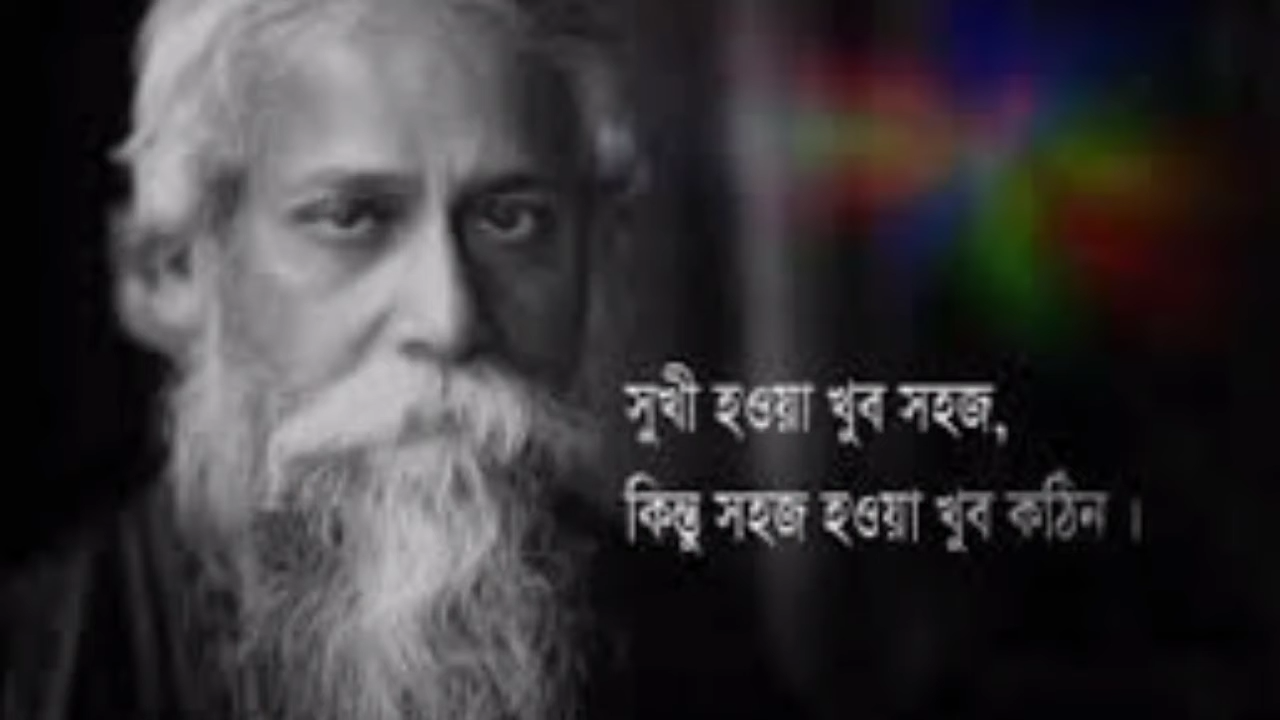 সুখী হওয়া খুব সহজ,
কিন্তু সহজ হওয়া খুব কঠিন ।